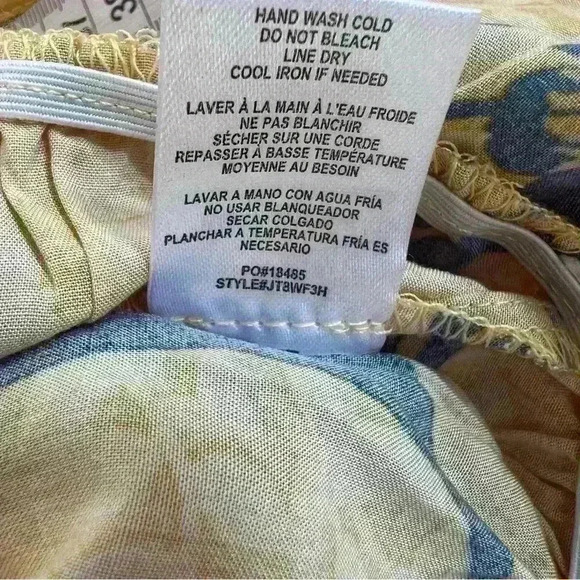 HAND WASH COLD
DO NOT BLEACH
LINE DRY
COOL IRON IF NEEDED
LAVER À LA MAIN À L'EAU FROIDE
NE PAS BLANCHIR
SÉCHER SUR UNE CORDE
REPASSER À BASSE TEMPÉRATURE
MOYENNE AU BESOIN
LAVAR A MANO CON AGUA FRÍA
NO USAR BLANQUEADOR
SECAR COLGADO
PLANCHAR A TEMPERATURA FRÍA ES
NECESARIO
PO#18485
STYLE#JT8WF3H